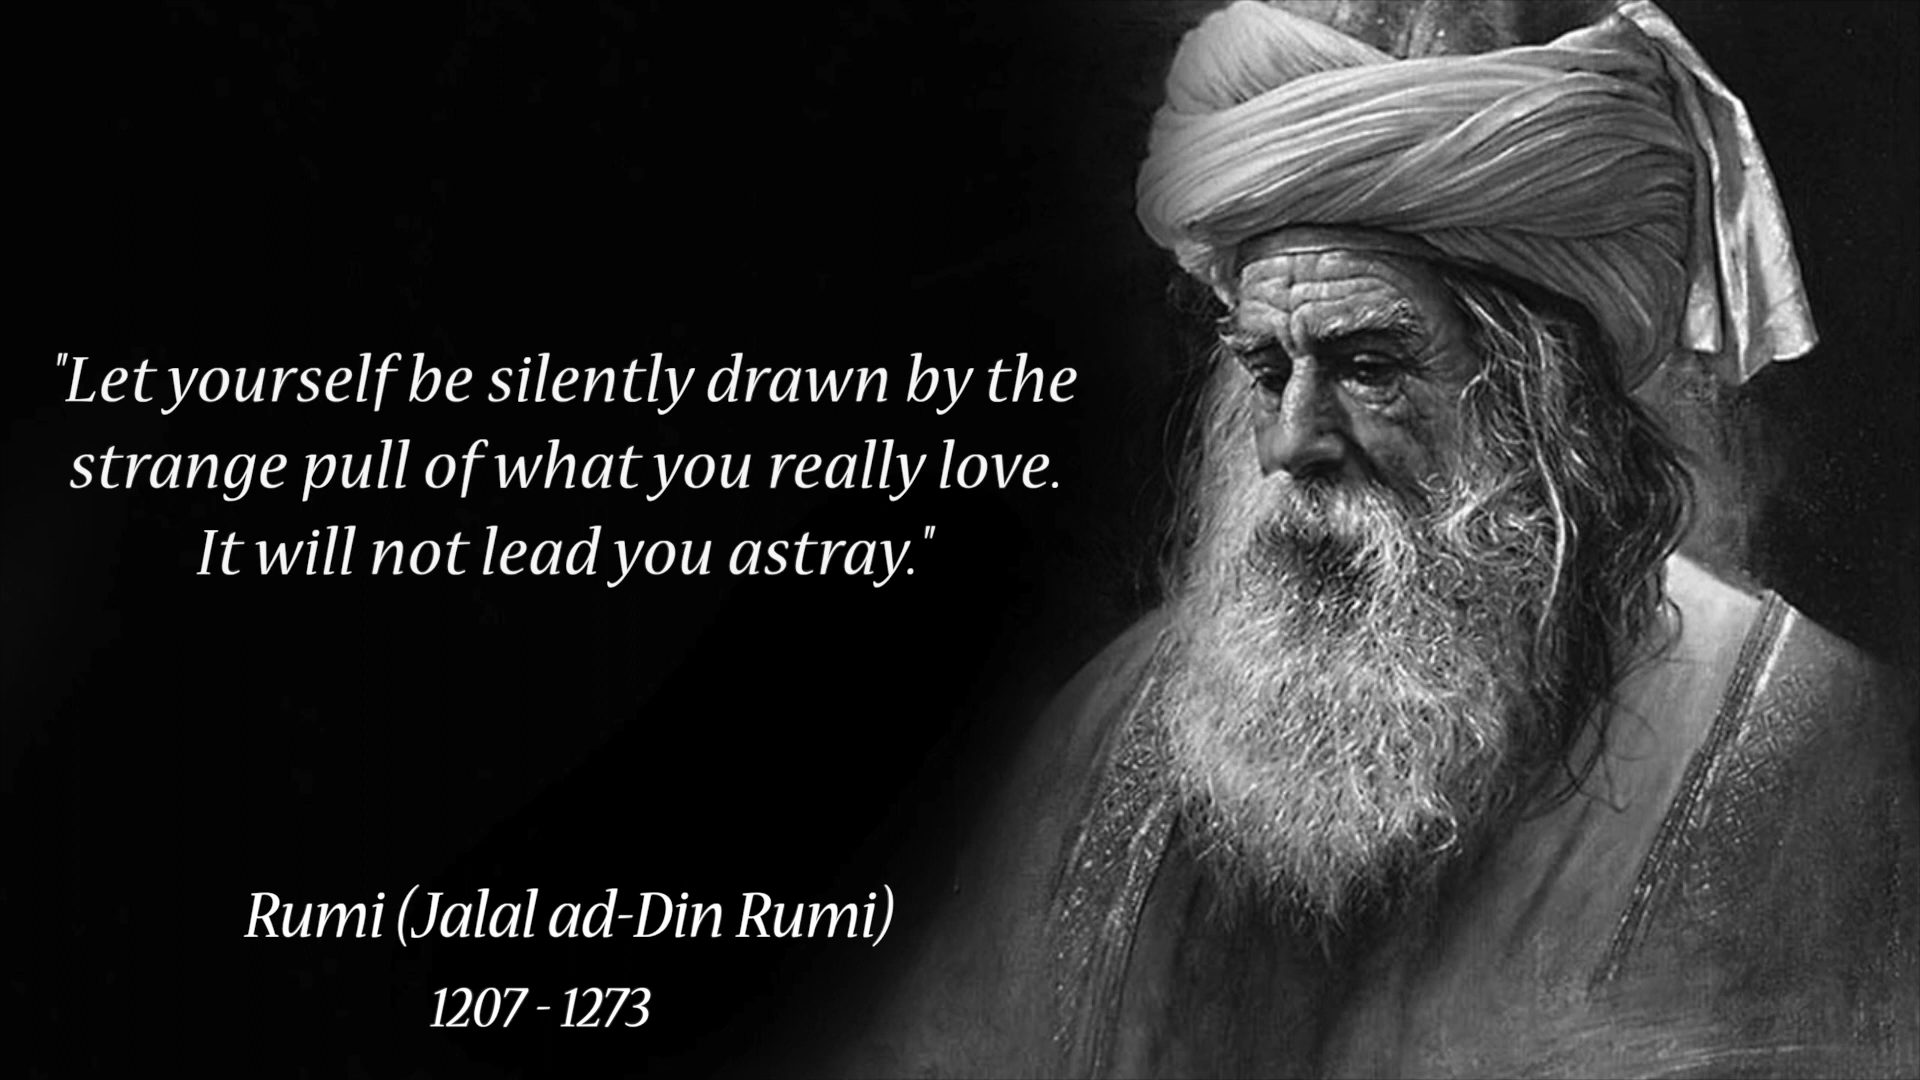 "Let yourself be silently drawn by the
strange pull of what you really love.
It will not lead you astray."
Rumi (Jalal ad-Din Rumi)
1207 - 1273